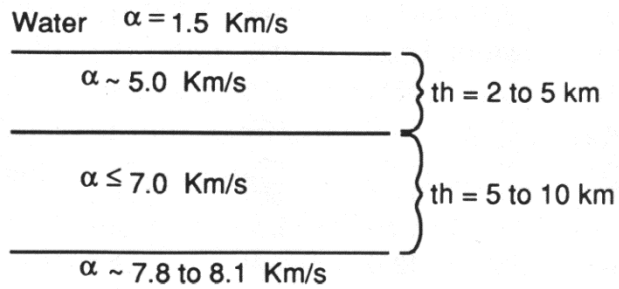 Water α = 1.5 Km/s
α ~ 5.0 Km/s
th = 2 to 5 km
α ≤ 7.0 Km/s
th = 5 to 10 km
α ~ 7.8 to 8.1 Km/s